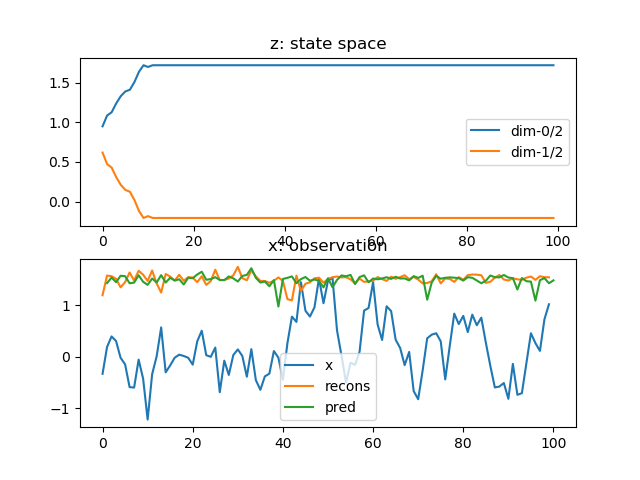 z: state space
1.5
1.0
0.5
0.0
dim-0/2
dim-1/2
0 20 40 60 80 100
x: observation
1
0
−1
x
recons
pred
0 20 40 60 80 100